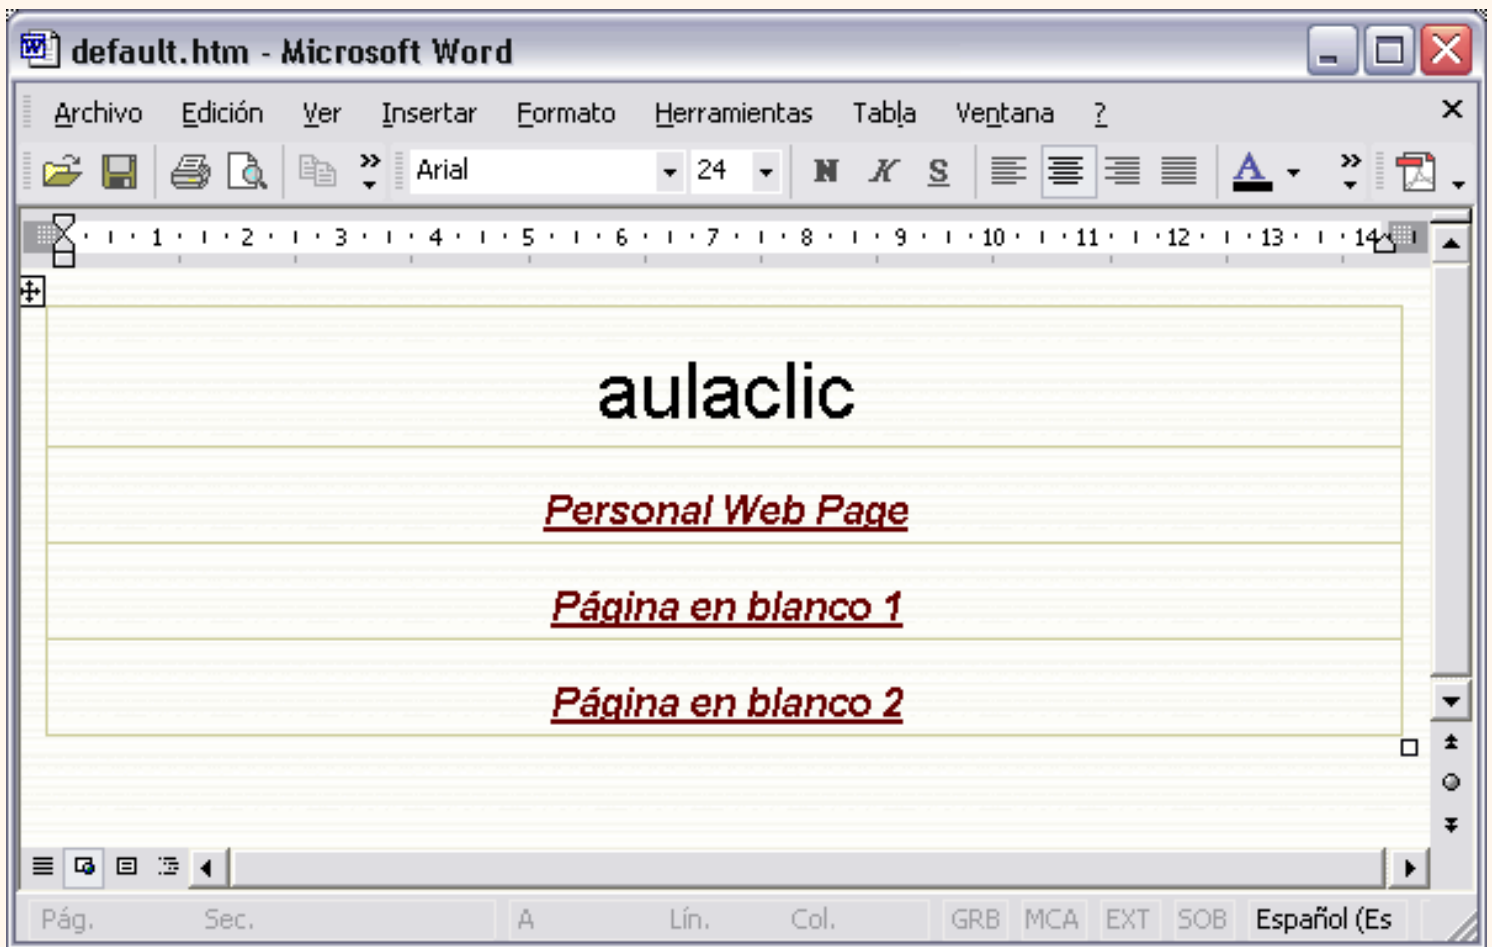 default.htm - Microsoft Word
Archivo Edición Ver Insertar Formato Herramientas Tabla Ventana ?
Arial 24 N K S A
1 2 3 4 5 6 7 8 9 10 11 12 13 14
aulaclic
Personal Web Page
Página en blanco 1
Página en blanco 2
Pág. Sec. A Lín. Col. GRB MCA EXT SOB Español (Es